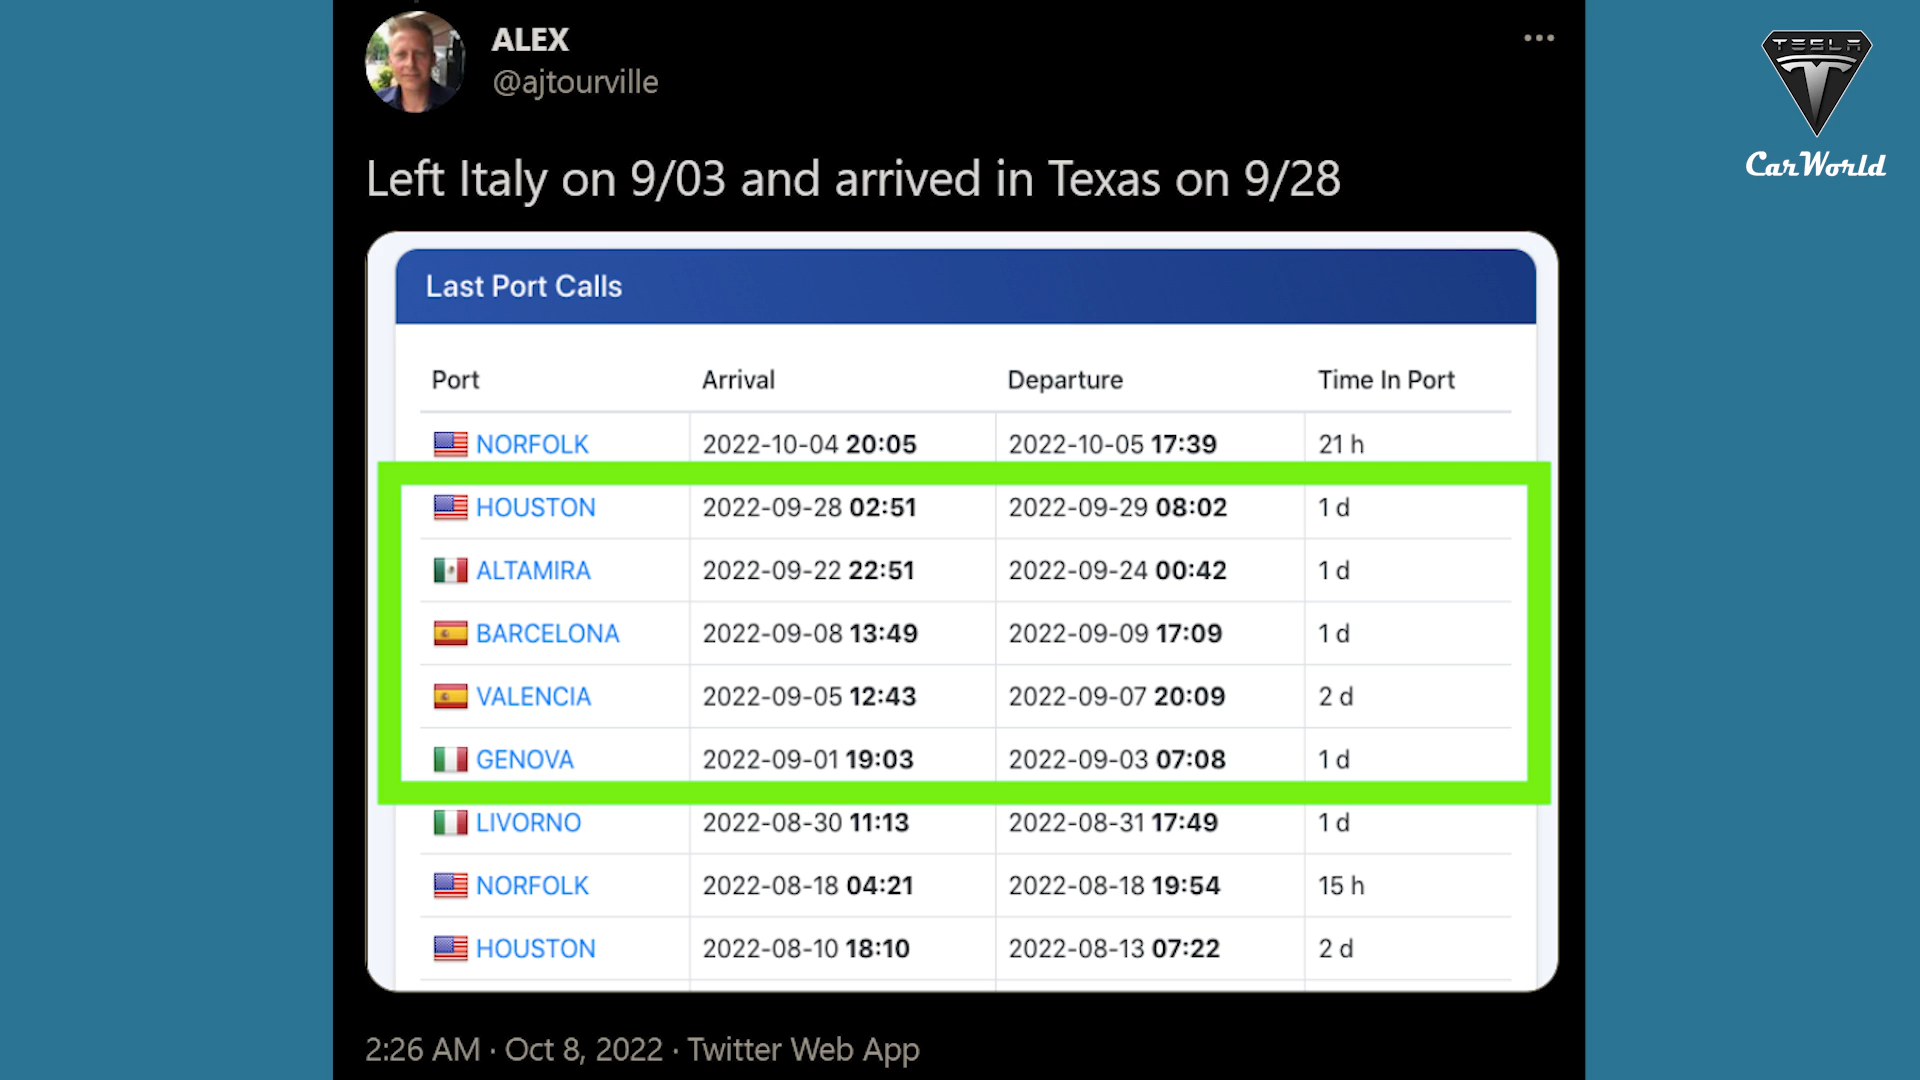 ALEX
@ajtourville
TESLA
CarWorld
Left Italy on 9/03 and arrived in Texas on 9/28
Last Port Calls
Port Arrival Departure Time In Port
NORFOLK 2022-10-04 20:05 2022-10-05 17:39 21 h
HOUSTON 2022-09-28 02:51 2022-09-29 08:02 1 d
ALTAMIRA 2022-09-22 22:51 2022-09-24 00:42 1 d
BARCELONA 2022-09-08 13:49 2022-09-09 17:09 1 d
VALENCIA 2022-09-05 12:43 2022-09-07 20:09 2 d
GENOVA 2022-09-01 19:03 2022-09-03 07:08 1 d
LIVORNO 2022-08-30 11:13 2022-08-31 17:49 1 d
NORFOLK 2022-08-18 04:21 2022-08-18 19:54 15 h
HOUSTON 2022-08-10 18:10 2022-08-13 07:22 2 d
2:26 AM · Oct 8, 2022 · Twitter Web App